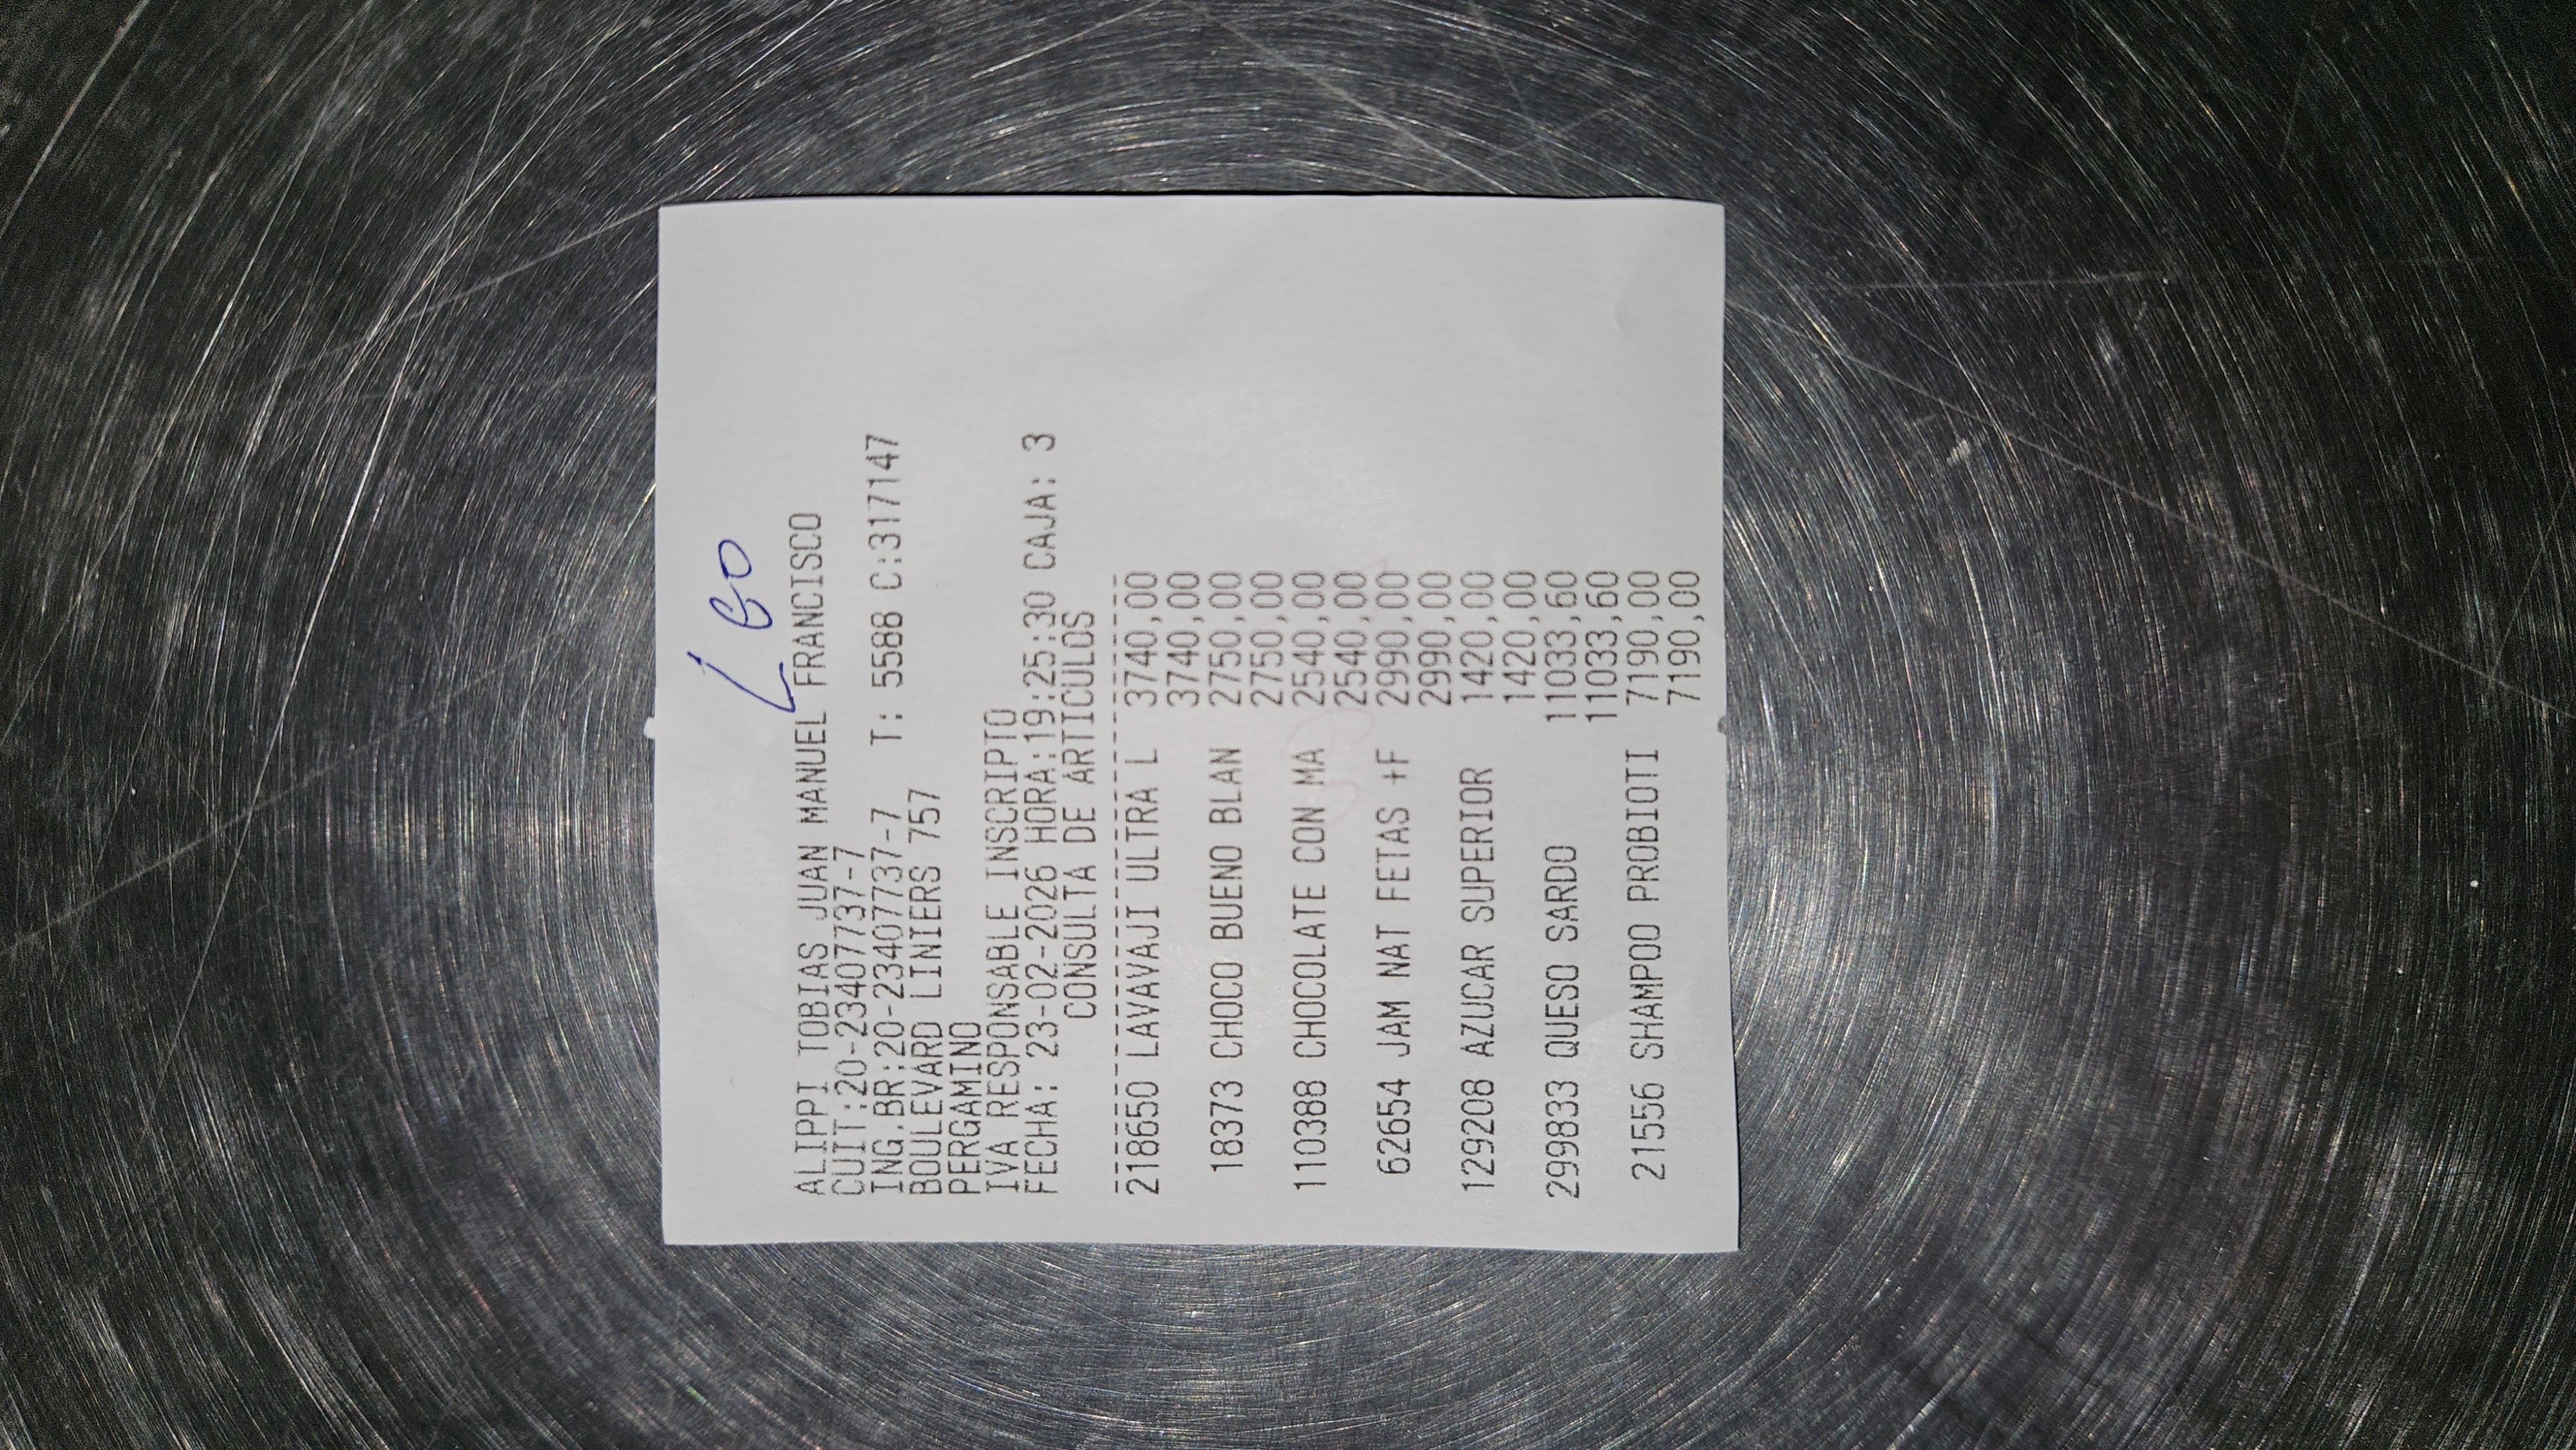 Leo
ALIPPI TOBIAS JUAN MANUEL FRANCISCO
CUIT:20-23407737-7
ING.BR:20-23407737-7 T: 5588 C:317147
BOULEVARD LINIERS 757
PERGAMINO
IVA RESPONSABLE INSCRIPTO
FECHA: 23-02-2026 HORA:19:25:30 CAJA: 3
CONSULTA DE ARTICULOS
218650 LAVAVAJI ULTRA L 3740,00
3740,00
18373 CHOCO BUENO BLAN 2750,00
2750,00
110388 CHOCOLATE CON MA 2540,00
2540,00
62654 JAM NAT FETAS +F 2990,00
2990,00
129208 AZUCAR SUPERIOR 1420,00
1420,00
299833 QUESO SARDO 11033,60
11033,60
21556 SHAMPOO PROBIOTI 7190,00
7190,00